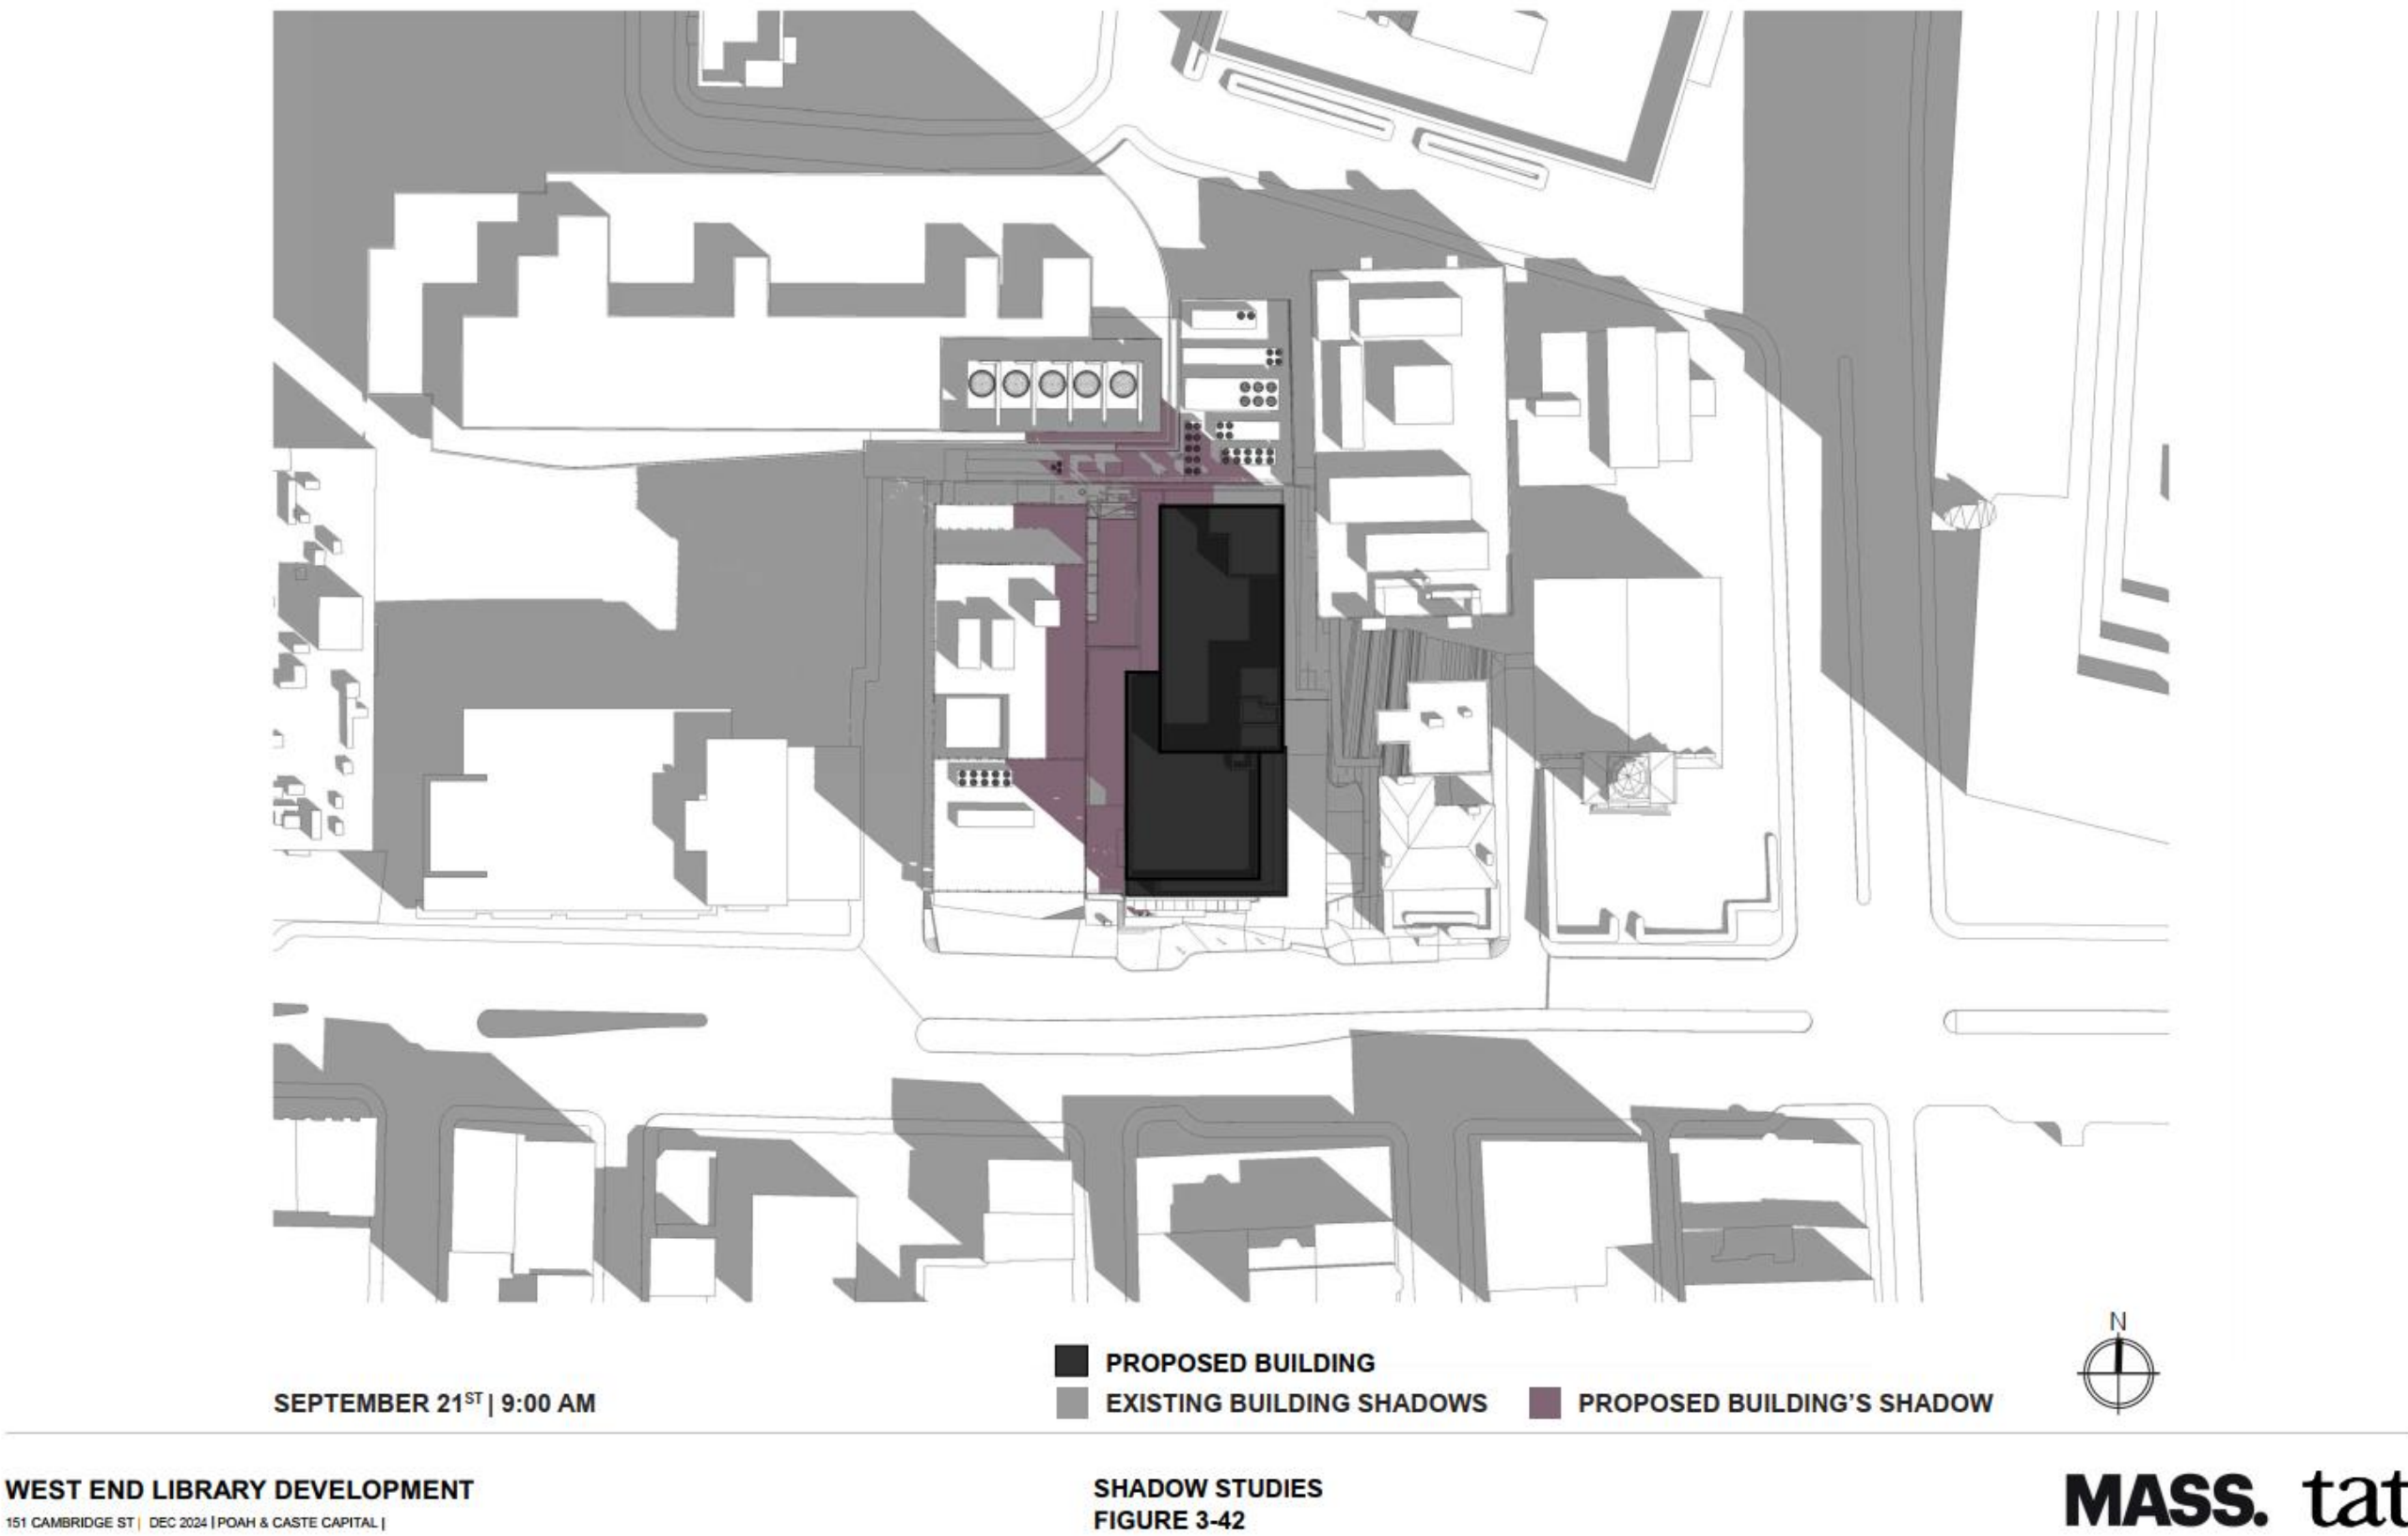 N
PROPOSED BUILDING
SEPTEMBER 21ST | 9:00 AM
EXISTING BUILDING SHADOWS
PROPOSED BUILDING'S SHADOW
WEST END LIBRARY DEVELOPMENT
151 CAMBRIDGE ST | DEC 2024 | POAH & CASTE CAPITAL |
SHADOW STUDIES
FIGURE 3-42
MASS. tat